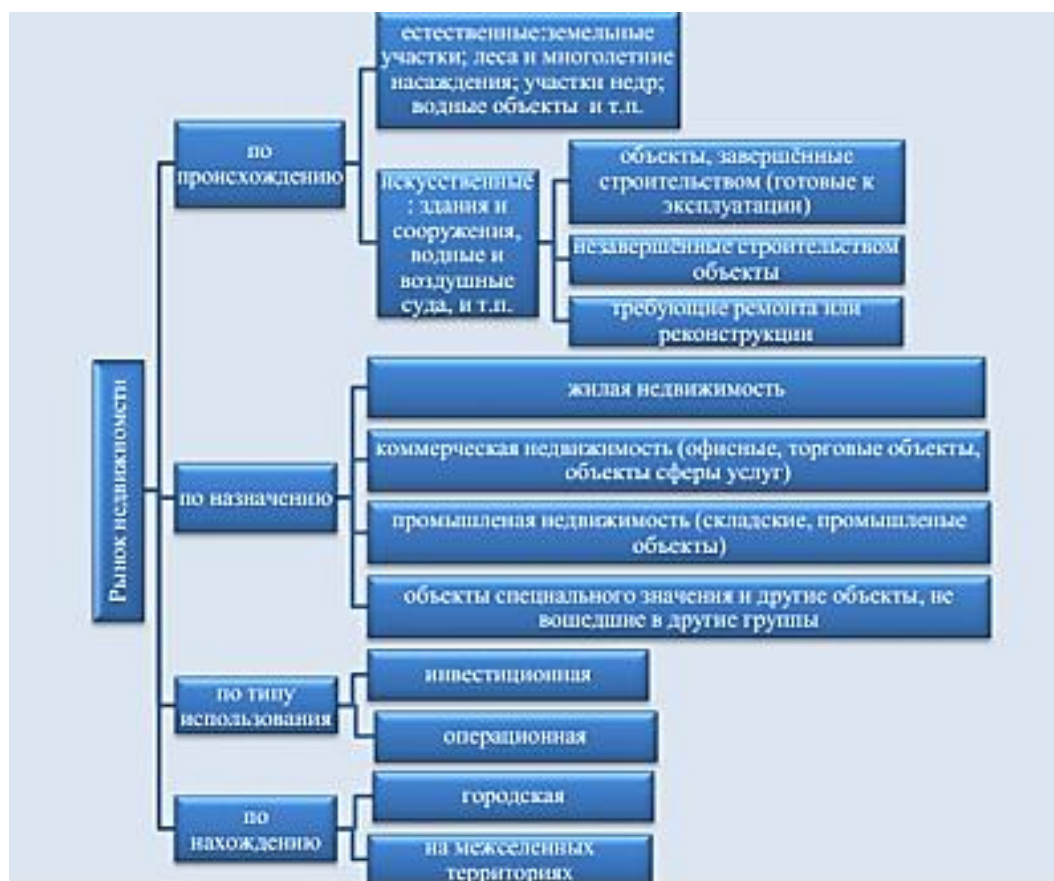 естественные:земельные
участки; леса и многолетние
насаждения; участки недр;
водные объекты и т.п.
по
происхождению
искусственные
: здания и
сооружения,
водные и
воздушные
суда, и т.п.
объекты, завершённые
строительством (готовые к
эксплуатации)
незавершённые строительством
объекты
требующие ремонта или
реконструкции
Рынок недвижимости
по назначению
жилая недвижимость
коммерческая недвижимость (офисные, торговые объекты,
объекты сферы услуг)
промышленая недвижимость (складские, промышленые
объекты)
объекты специального значения и другие объекты, не
вошедшие в другие группы
по типу
использования
инвестиционная
операционная
по
нахождению
городская
на межселенных
территориях